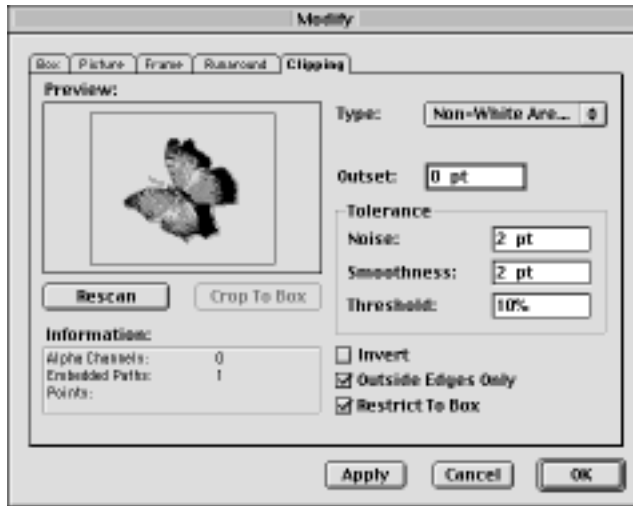 Modify
Box Picture Frame Runaround Clipping
Preview:
Type: Non-White Are...
Outset: 0 pt
Tolerance
Noise: 2 pt
Smoothness: 2 pt
Threshold: 10%
Rescan Crop To Box
Information:
Alpha Channels: 0
Embedded Paths: 1
Points:
Invert
Outside Edges Only
Restrict To Box
Apply Cancel OK